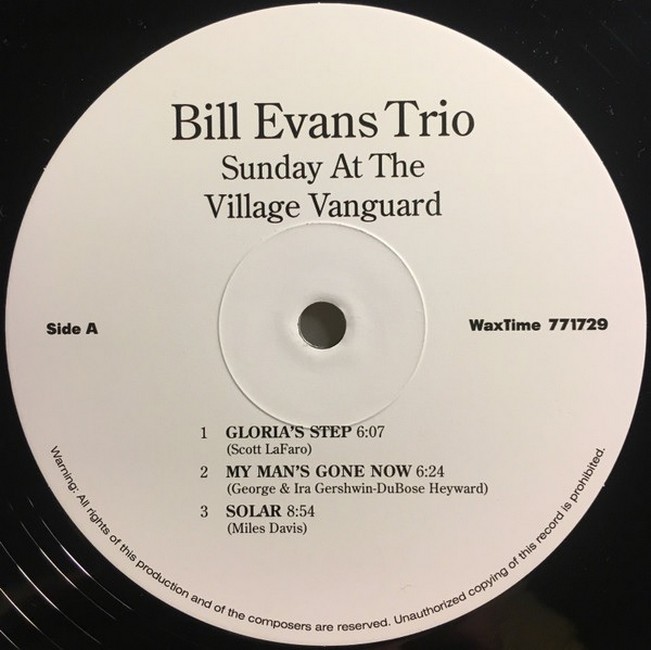 Bill Evans Trio
Sunday At The
Village Vanguard
Side A
WaxTime 771729
1 GLORIA'S STEP 6:07
(Scott LaFaro)
2 MY MAN'S GONE NOW 6:24
(George & Ira Gershwin-DuBose Heyward)
3 SOLAR 8:54
(Miles Davis)
Warning: All rights of this production and of the composers are reserved. Unauthorized copying of this record is prohibited.